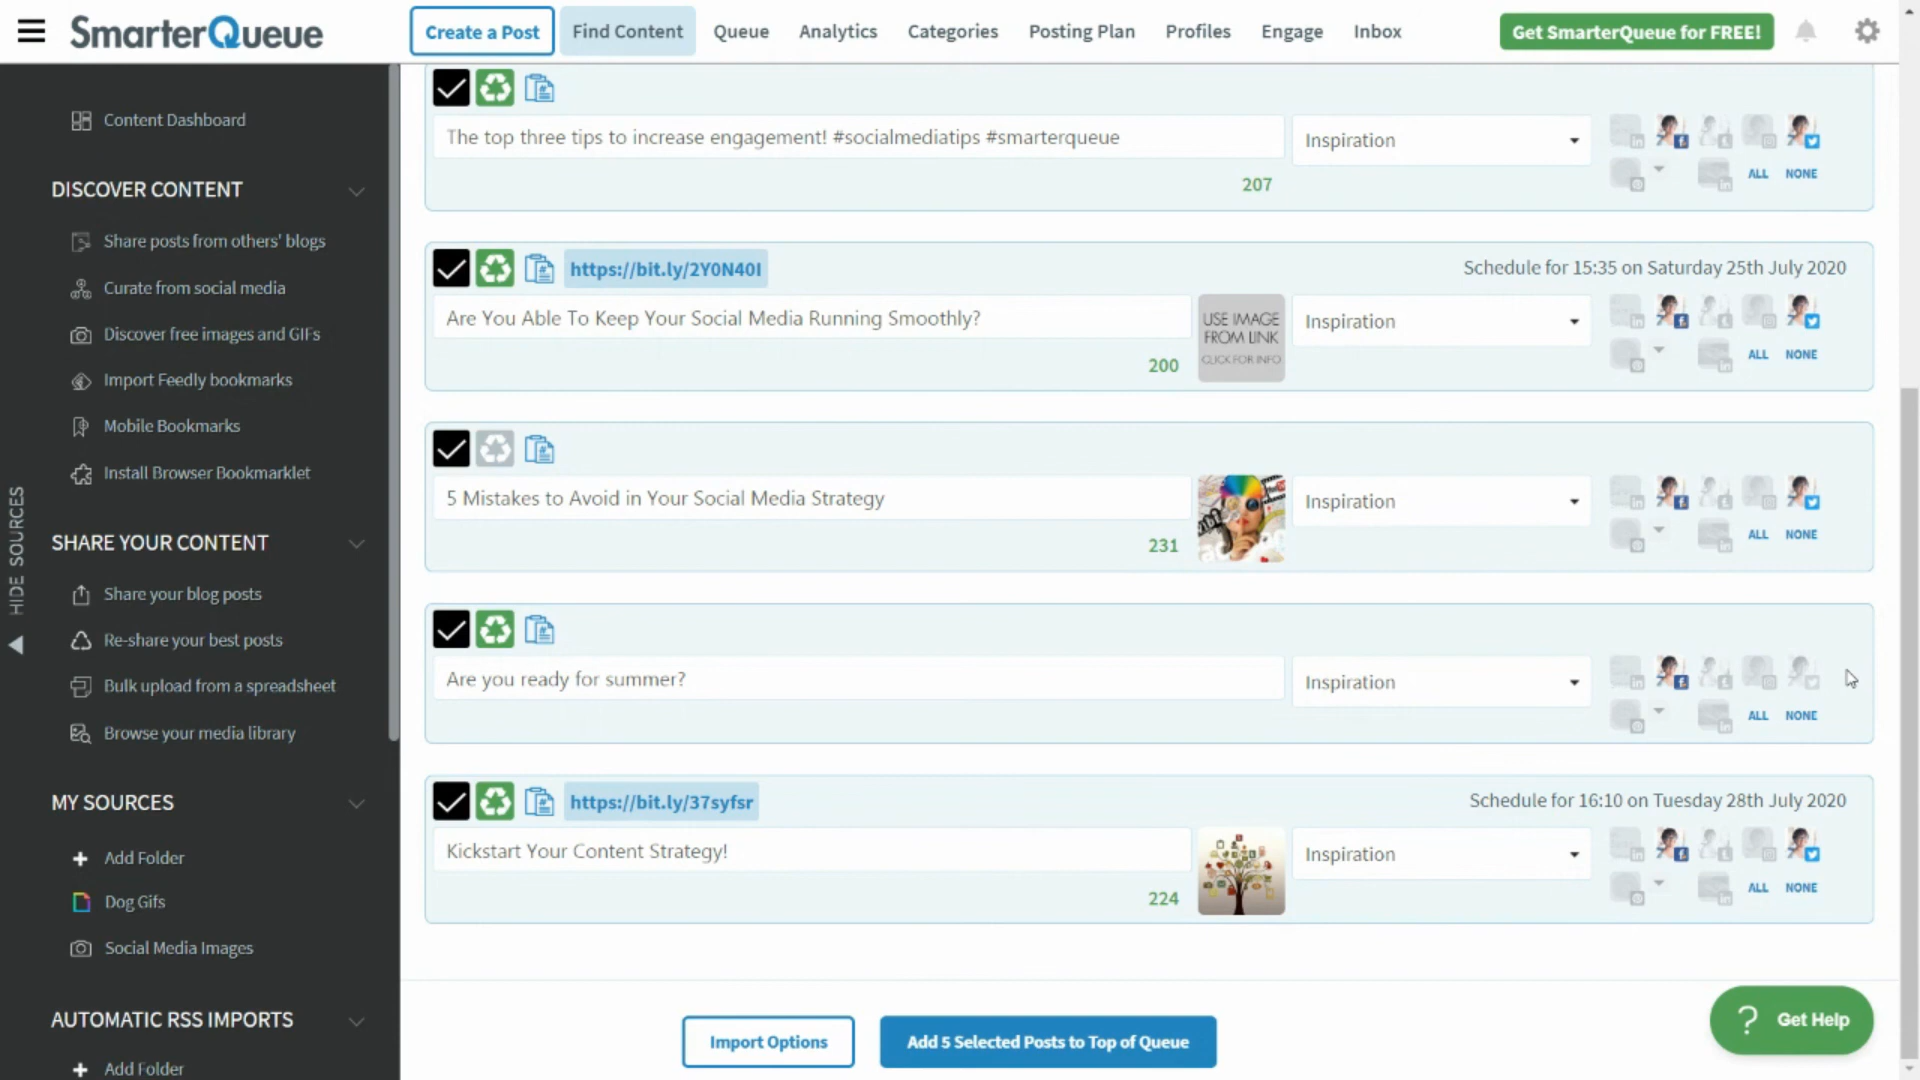 SmarterQueue
Create a Post
Find Content
Queue
Analytics
Categories
Posting Plan
Profiles
Engage
Inbox
Get SmarterQueue for FREE!
HIDE SOURCES
Content Dashboard
DISCOVER CONTENT
Share posts from others' blogs
Curate from social media
Discover free images and GIFs
Import Feedly bookmarks
Mobile Bookmarks
Install Browser Bookmarklet
SHARE YOUR CONTENT
Share your blog posts
Re-share your best posts
Bulk upload from a spreadsheet
Browse your media library
MY SOURCES
Add Folder
Dog Gifs
Social Media Images
AUTOMATIC RSS IMPORTS
Add Folder
The top three tips to increase engagement! #socialmediatips #smarterqueue
207
Inspiration
ALL NONE
https://bit.ly/2Y0N40I
Schedule for 15:35 on Saturday 25th July 2020
Are You Able To Keep Your Social Media Running Smoothly?
200
USE IMAGE
FROM LINK
CLICK FOR INFO
Inspiration
ALL NONE
5 Mistakes to Avoid in Your Social Media Strategy
231
Inspiration
ALL NONE
Are you ready for summer?
Inspiration
ALL NONE
https://bit.ly/37syfsr
Schedule for 16:10 on Tuesday 28th July 2020
Kickstart Your Content Strategy!
224
Inspiration
ALL NONE
Import Options
Add 5 Selected Posts to Top of Queue
? Get Help